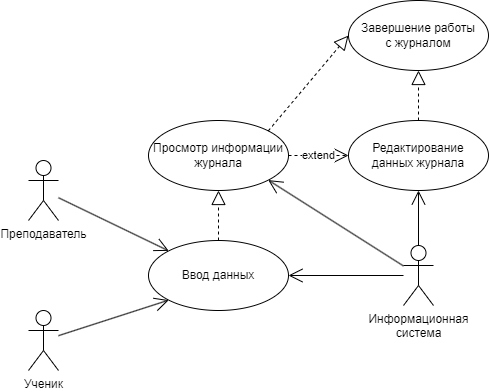 Завершение работы
с журналом
Просмотр информации
журнала
extend
Редактирование
данных журнала
Преподаватель
Ввод данных
Информационная
система
Ученик